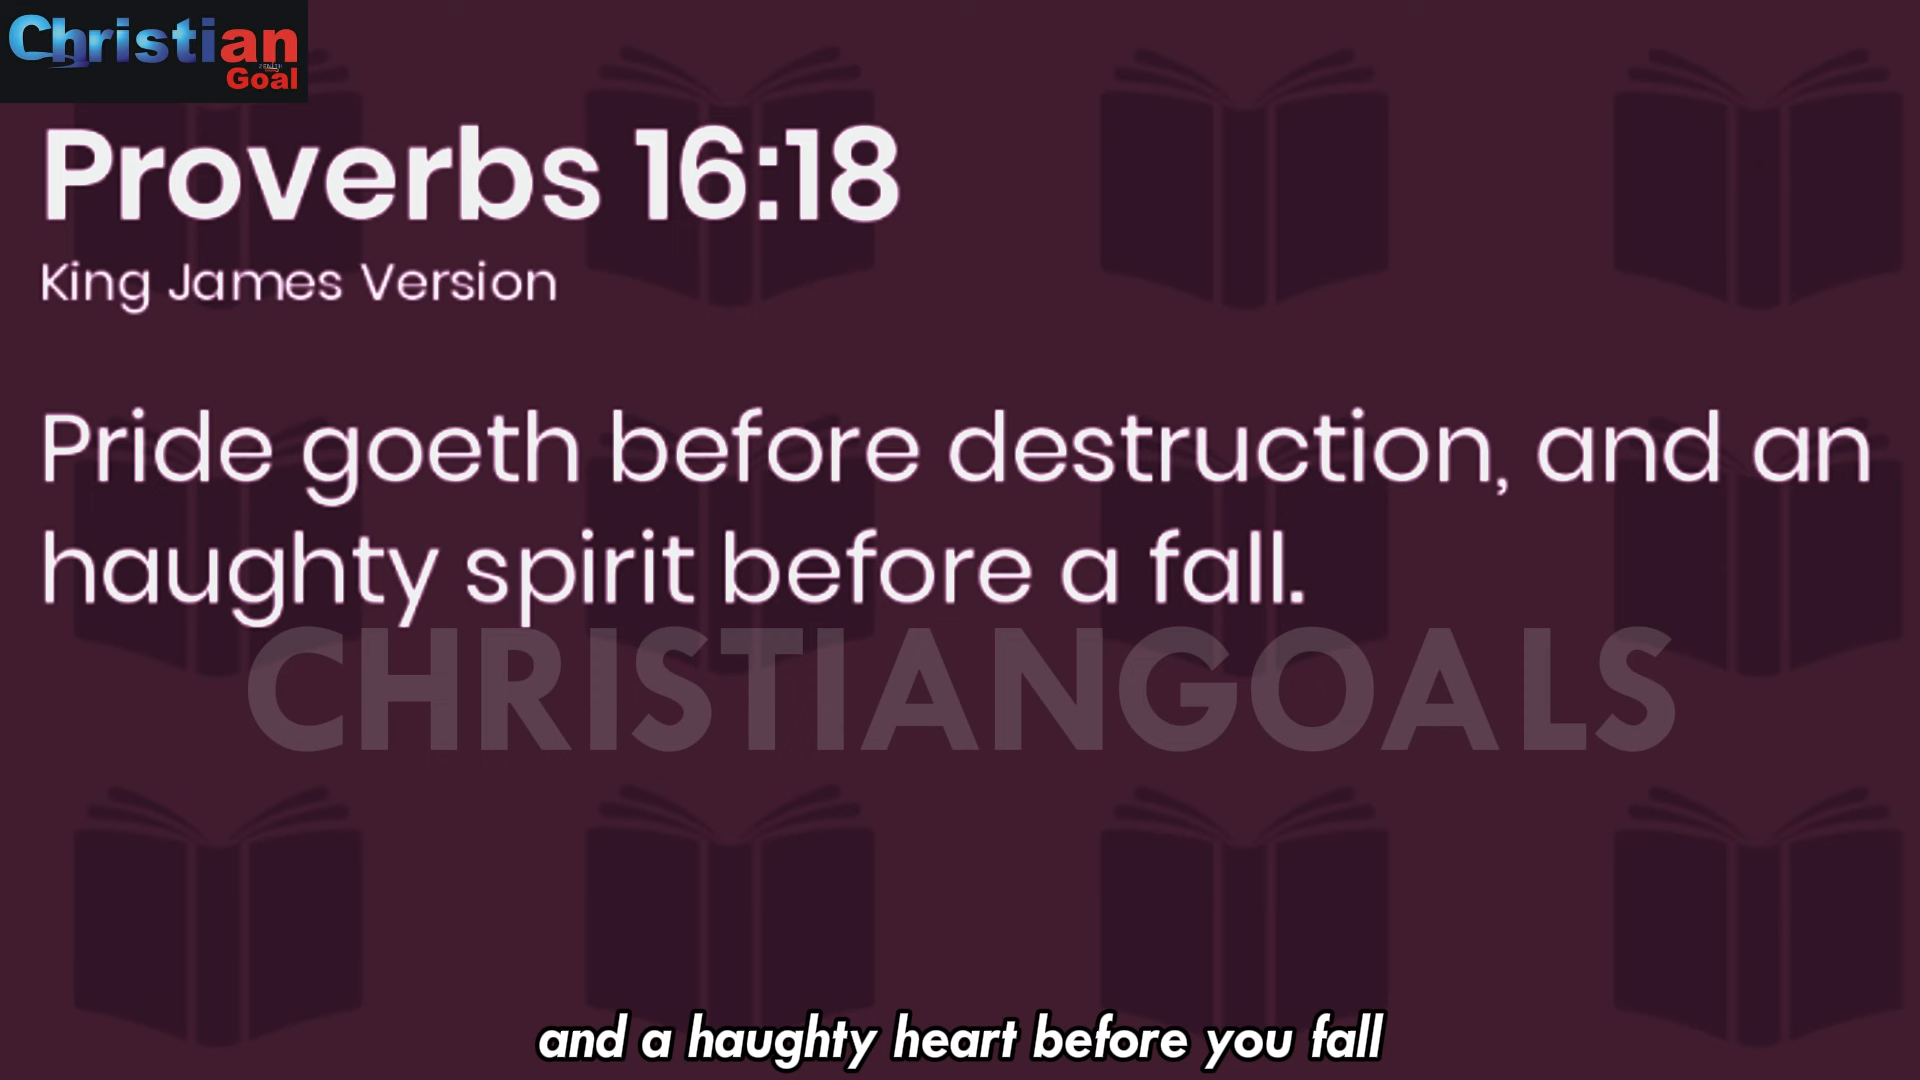 Christian
Goal
Proverbs 16:18
King James Version
Pride goeth before destruction, and an
haughty spirit before a fall.
CHRISTIANGOALS
and a haughty heart before you fall